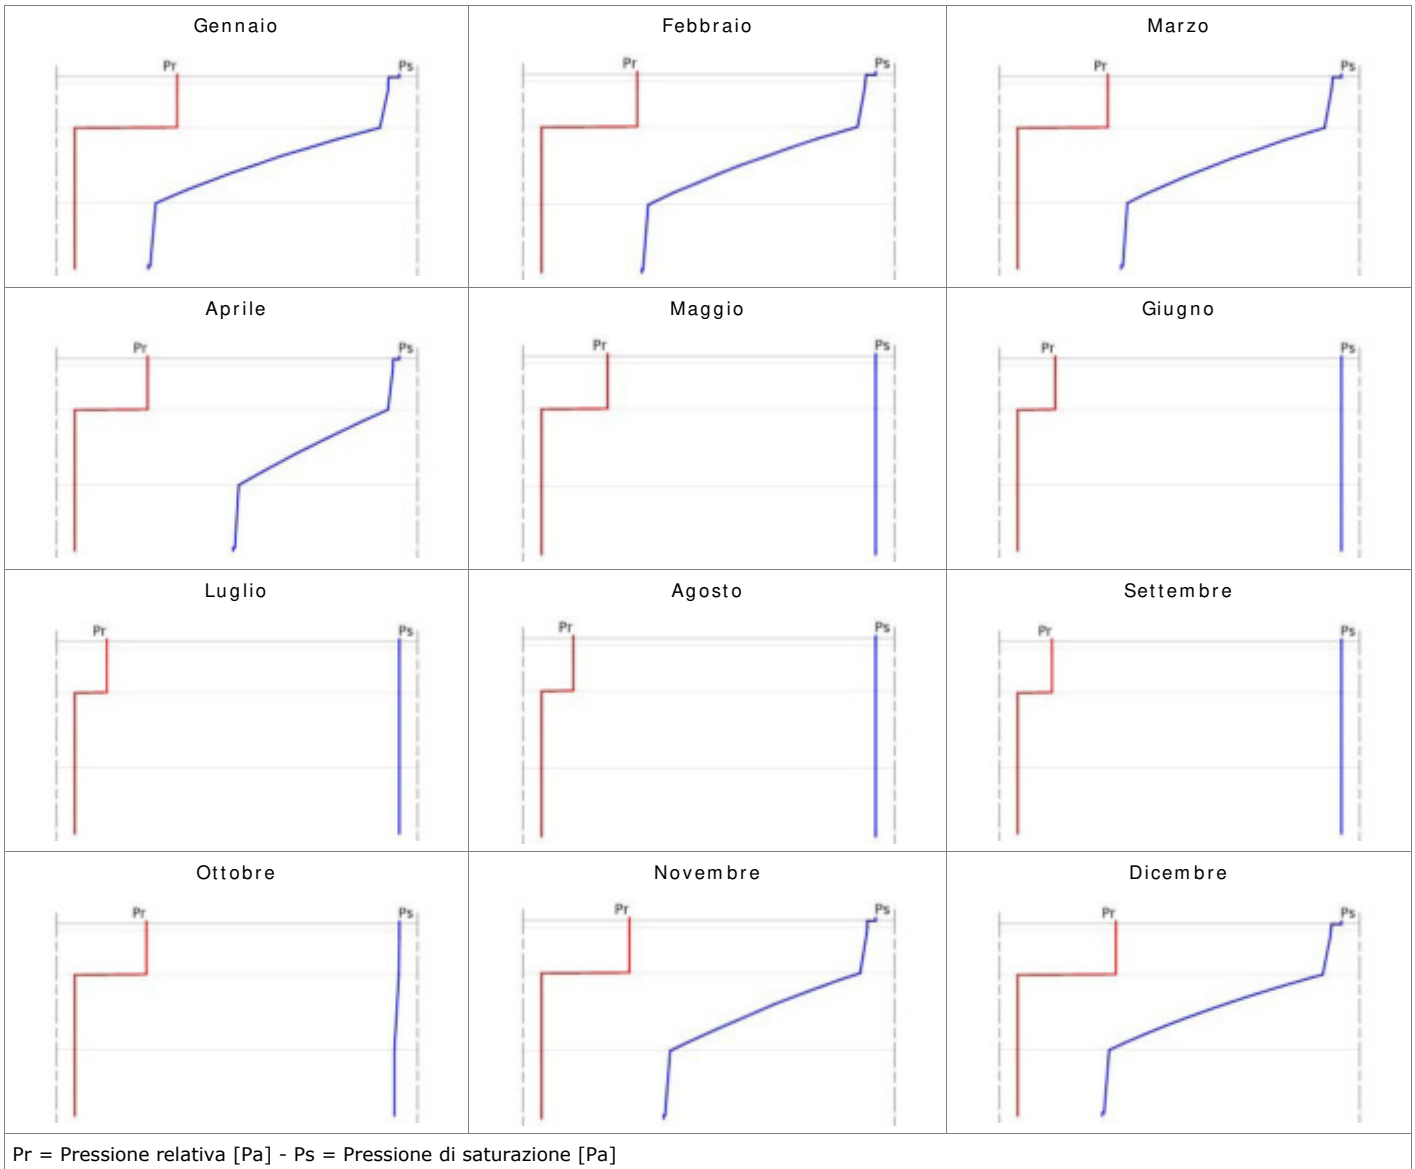 Gennaio
Febbraio
Marzo
Pr
Ps
Pr
Ps
Pr
Ps
Aprile
Maggio
Giugno
Pr
Ps
Pr
Ps
Pr
Ps
Luglio
Agosto
Settembre
Pr
Ps
Pr
Ps
Pr
Ps
Ottobre
Novembre
Dicembre
Pr
Ps
Pr
Ps
Pr
Ps
Pr = Pressione relativa [Pa] - Ps = Pressione di saturazione [Pa]